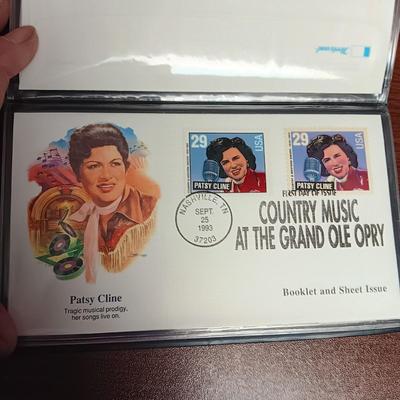 29
USA
PATSY CLINE
29
USA
PATSY CLINE
NASHVILLE, TN
SEPT.
25
1993
37203
FIRST DAY OF ISSUE
COUNTRY MUSIC
AT THE GRAND OLE OPRY
Patsy Cline
Tragic musical prodigy,
her songs live on.
Booklet and Sheet Issue